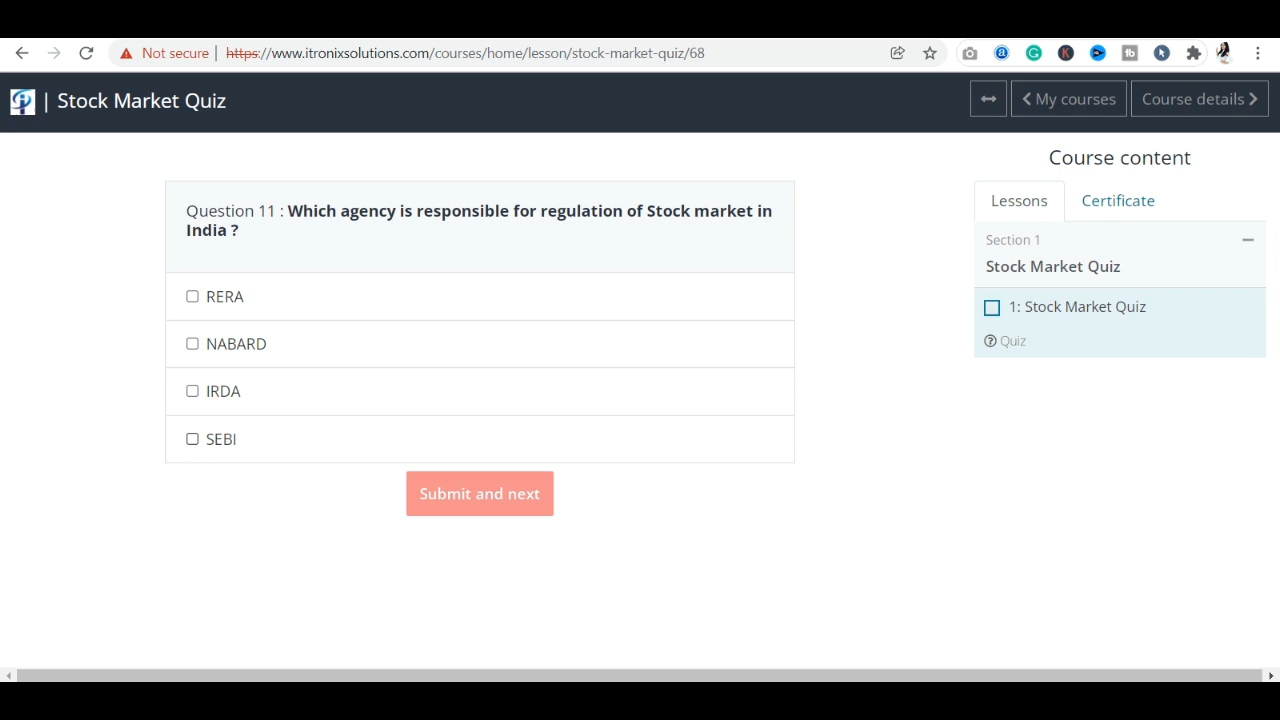 Not secure | https://www.itronixsolutions.com/courses/home/lesson/stock-market-quiz/68
| Stock Market Quiz
My courses
Course details
Course content
Question 11 : Which agency is responsible for regulation of Stock market in
India ?
RERA
NABARD
IRDA
SEBI
Submit and next
Lessons
Certificate
Section 1
Stock Market Quiz
1: Stock Market Quiz
Quiz